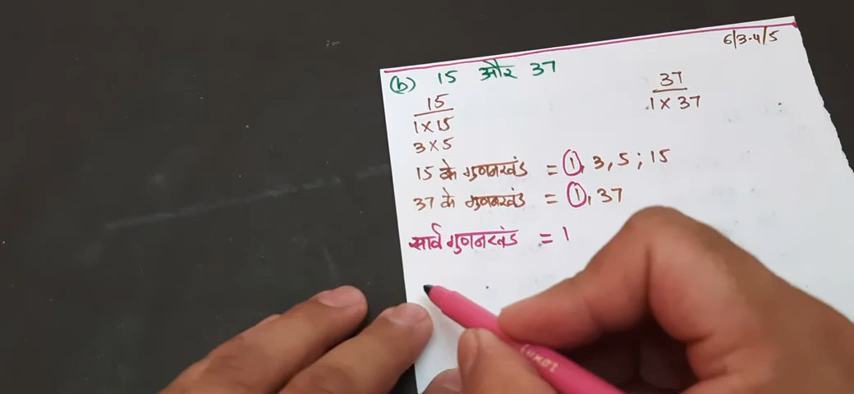 6/3.4/5
(b) 15 और 37
15
1 x 15
3 x 5
37
1 x 37
15 के गुणनखंड = 1, 3, 5, 15
37 के गुणनखंड = 1, 37
सार्व गुणनखंड = 1